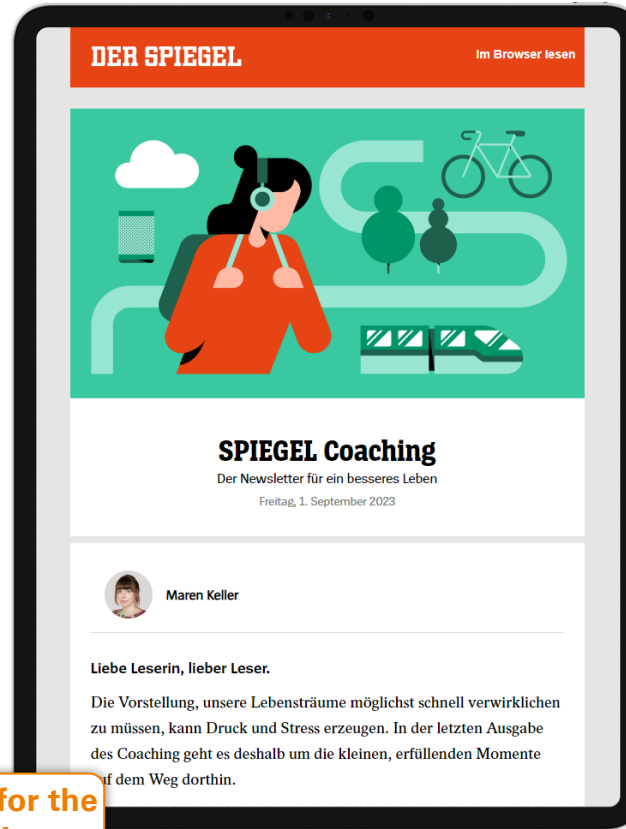 DER SPIEGEL
Im Browser lesen
SPIEGEL Coaching
Der Newsletter für ein besseres Leben
Freitag, 1. September 2023
Maren Keller
Liebe Leserin, lieber Leser.
Die Vorstellung, unsere Lebensträume möglichst schnell verwirklichen
zu müssen, kann Druck und Stress erzeugen. In der letzten Ausgabe
des Coaching geht es deshalb um die kleinen, erfüllenden Momente
auf dem Weg dorthin.
for the